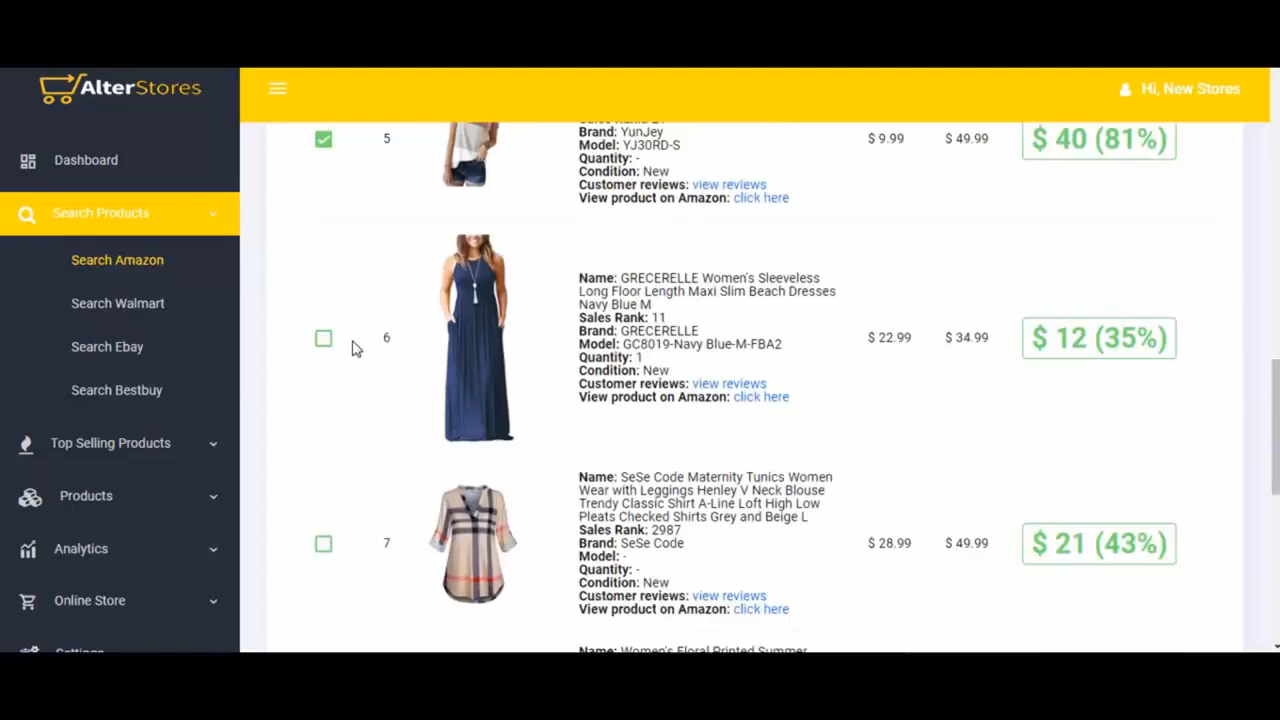 AlterStores
Hi, New Stores
Dashboard
Search Products
Search Amazon
Search Walmart
Search Ebay
Search Bestbuy
Top Selling Products
Products
Analytics
Online Store
Settings
5
Brand: YunJey
Model: YJ30RD-S
Quantity: -
Condition: New
Customer reviews: view reviews
View product on Amazon: click here
$ 9.99
$ 49.99
$ 40 (81%)
6
Name: GRECERELLE Women's Sleeveless
Long Floor Length Maxi Slim Beach Dresses
Navy Blue M
Sales Rank: 11
Brand: GRECERELLE
Model: GC8019-Navy Blue-M-FBA2
Quantity: 1
Condition: New
Customer reviews: view reviews
View product on Amazon: click here
$ 22.99
$ 34.99
$ 12 (35%)
7
Name: SeSe Code Maternity Tunics Women
Wear with Leggings Henley V Neck Blouse
Trendy Classic Shirt A-Line Loft High Low
Pleats Checked Shirts Grey and Beige L
Sales Rank: 2987
Brand: SeSe Code
Model: -
Quantity: -
Condition: New
Customer reviews: view reviews
View product on Amazon: click here
$ 28.99
$ 49.99
$ 21 (43%)
Name: Women's Floral Printed Summer